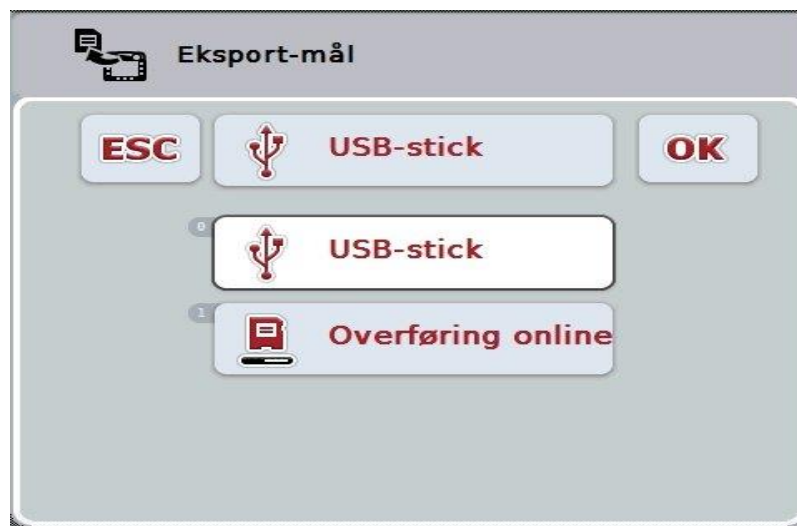 Eksport-mål
ESC
USB-stick
OK
0
USB-stick
1
Overføring online